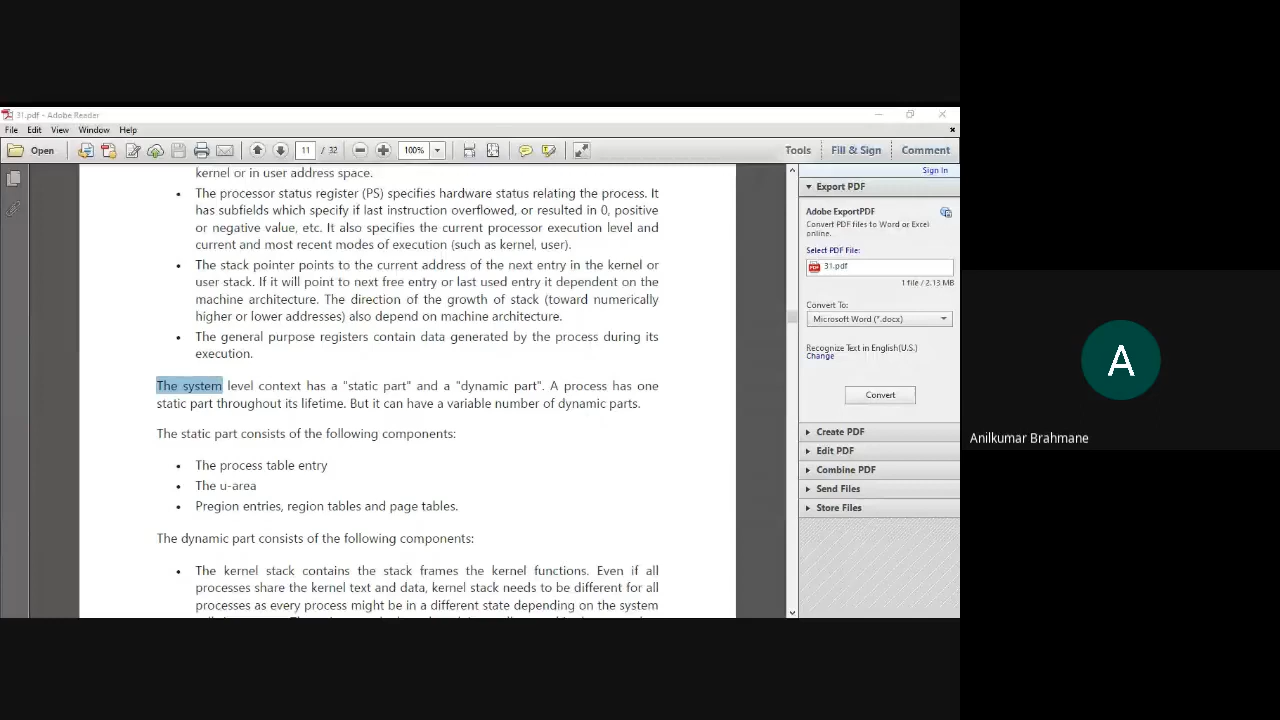 31.pdf - Adobe Reader
File Edit View Window Help
Open 11 / 32 100% Tools Fill & Sign Comment
Sign In
kernel or in user address space.
• The processor status register (PS) specifies hardware status relating the process. It
has subfields which specify if last instruction overflowed, or resulted in 0, positive
or negative value, etc. It also specifies the current processor execution level and
current and most recent modes of execution (such as kernel, user).
• The stack pointer points to the current address of the next entry in the kernel or
user stack. If it will point to next free entry or last used entry it dependent on the
machine architecture. The direction of the growth of stack (toward numerically
higher or lower addresses) also depend on machine architecture.
• The general purpose registers contain data generated by the process during its
execution.
The system level context has a "static part" and a "dynamic part". A process has one
static part throughout its lifetime. But it can have a variable number of dynamic parts.
The static part consists of the following components:
• The process table entry
• The u-area
• Pregion entries, region tables and page tables.
The dynamic part consists of the following components:
• The kernel stack contains the stack frames the kernel functions. Even if all
processes share the kernel text and data, kernel stack needs to be different for all
processes as every process might be in a different state depending on the system
Export PDF
Adobe ExportPDF
Convert PDF files to Word or Excel
online.
Select PDF File:
31.pdf
1 file / 2.13 MB
Convert To:
Microsoft Word (*.docx)
Recognize Text in English(U.S.)
Change
Convert
Create PDF
Edit PDF
Combine PDF
Send Files
Store Files
A
Anilkumar Brahmane